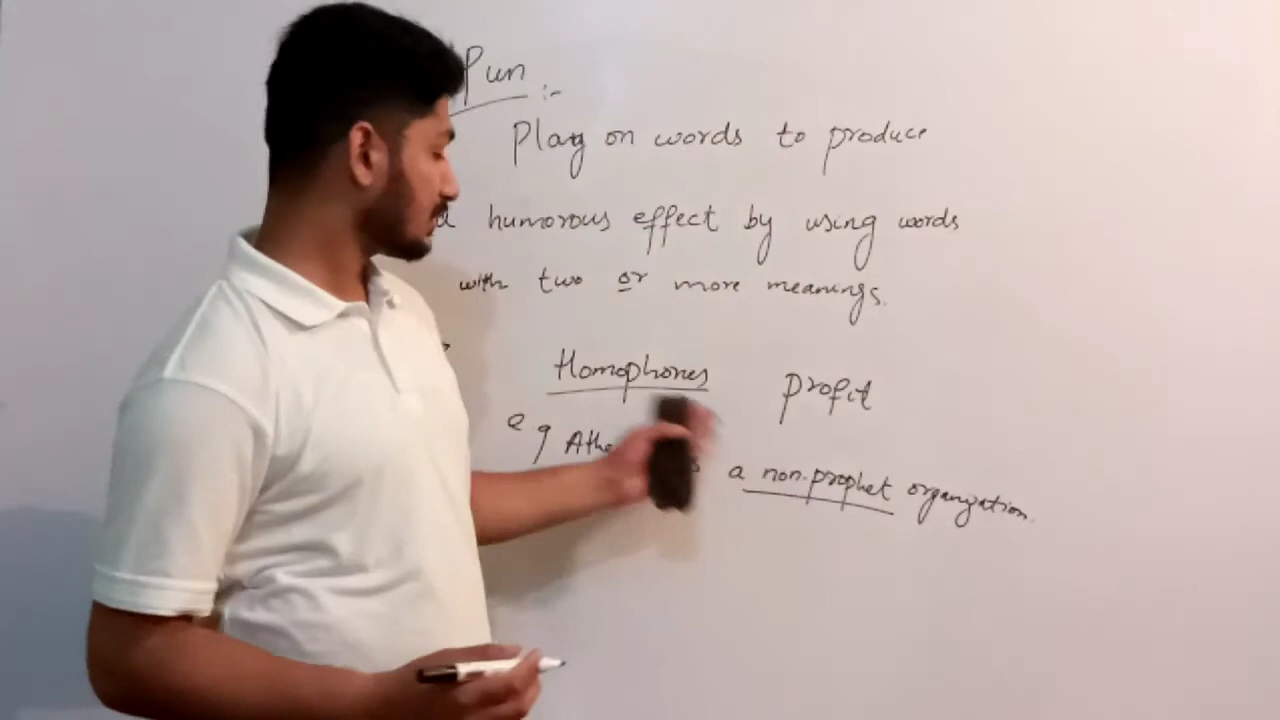 Pun :-
Play on words to produce
a humorous effect by using words
with two or more meanings.
Homophones profit
eg a non-prophet organization.